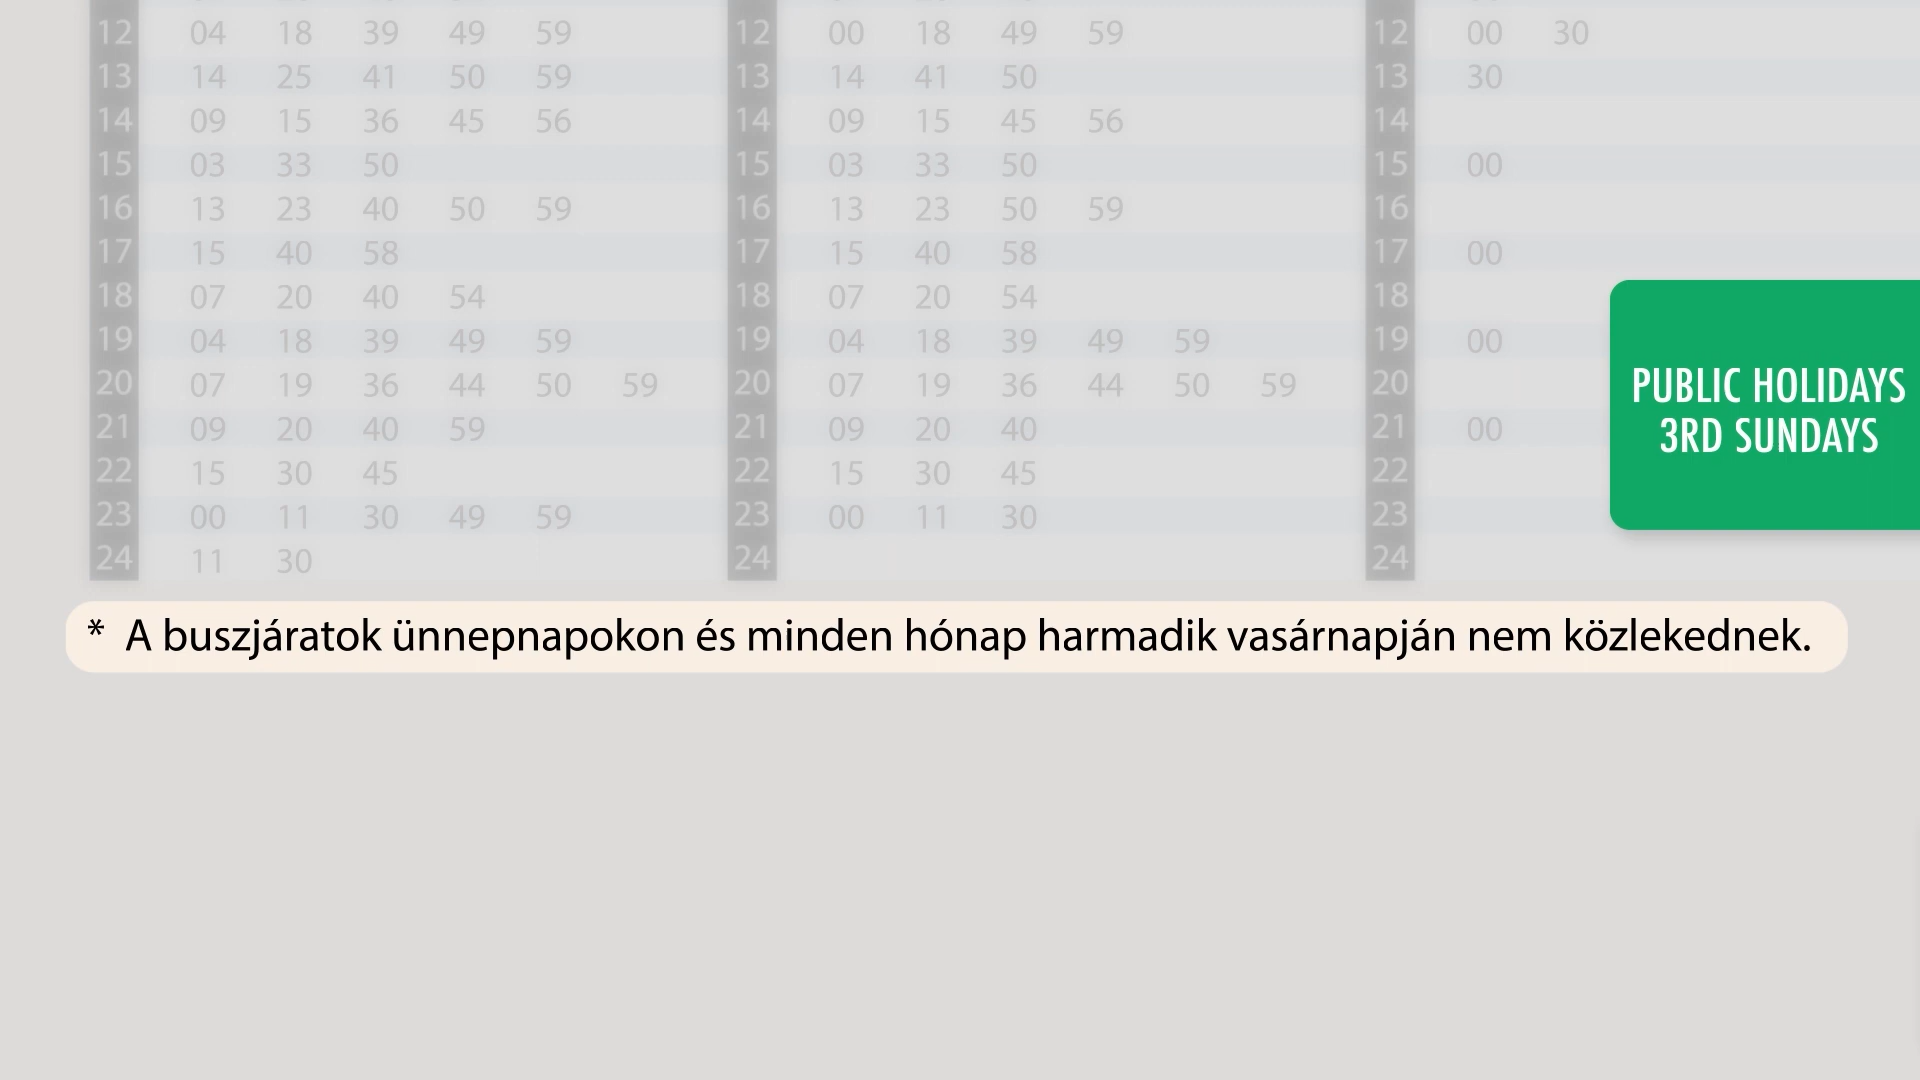 12 04 18 39 49 59 12 00 18 49 59 12 00 30
13 14 25 41 50 59 13 14 41 50 13 30
14 09 15 36 45 56 14 09 15 45 56 14
15 03 33 50 15 03 33 50 15 00
16 13 23 40 50 59 16 13 23 50 59 16
17 15 40 58 17 15 40 58 17 00
18 07 20 40 54 18 07 20 54 18
19 04 18 39 49 59 19 04 18 39 49 59 19 00
20 07 19 36 44 50 59 20 07 19 36 44 50 59 20
21 09 20 40 59 21 09 20 40 21 00
22 15 30 45 22 15 30 45 22
23 00 11 30 49 59 23 00 11 30 23
24 11 30 24 24
PUBLIC HOLIDAYS
3RD SUNDAYS
* A buszjáratok ünnepnapokon és minden hónap harmadik vasárnapján nem közlekednek.